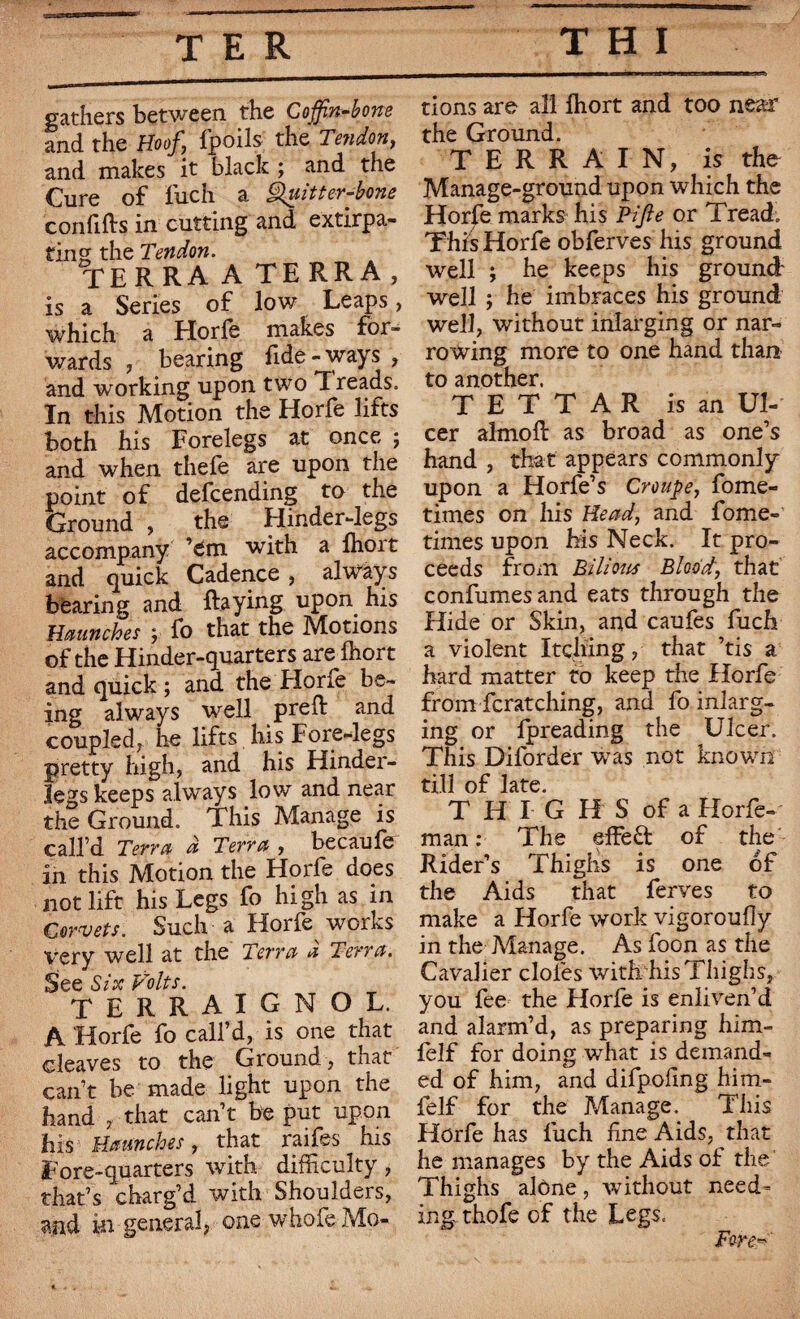 TER
THI
gathers between the Coffin-bone
and the Hoof, ſpoils the Tendon,
and makes it black ; and the
Cure of ſuch a Quitter-bone
conſiſts in cutting and extirpa-
ting the Tendon.
TERRA A TERRA,
is a Series of low Leaps,
which a Horſe makes for-
wards , bearing ſide-ways ,
and working upon two Treads.
In this Motion the Horſe lifts
both his Forelegs at once ;
and when theſe are upon the
point of deſcending to the
Ground , the Hinder-legs
accompany 'em with a ſhort
and quick Cadence , always
bearing and ſtaying upon his
Haunches ; ſo that the Motions
of the Hinder-quarters are ſhort
and quick ; and the Horſe be-
ing always well preſt and
coupled, he lifts his Fore-legs
pretty high, and his Hinder-
legs keeps always low and near
the Ground. This Manage is
call'd Terra à Terra , becauſe
in this Motion the Horſe does
not lift his Legs ſo high as in
Corvets. Such a Horſe works
very well at the Terra à Terra.
See Six Volts.
TERRAIGNOL.
A Horſe ſo call'd, is one that
cleaves to the Ground, that
can't be made light upon the
hand , that can't be put upon
his Haunches , that raiſes his
Fore-quarters with difficulty ,
that's charg'd with Shoulders,
and in general, one whoſe Mo-
tions are all ſhort and too near
the Ground.
TERRAIN, is the
Manage-ground upon which the
Horſe marks his Piſte or Tread.
This Horſe obſerves his ground
well ; he keeps his ground
well ; he imbraces his ground
well, without inlarging or nar-
rowing more to one hand than
to another.
TETTAR is an Ul-
cer almoſt as broad as one's
hand , that appears commonly
upon a Horſe's Croupe, ſome-
times on his Head, and ſome-
times upon his Neck. It pro-
ceeds from Bilious Blood, that
conſumes and eats through the
Hide or Skin, and cauſes ſuch
a violent Itching, that 'tis a
hard matter to keep the Horſe
from ſcratching, and ſo inlarg-
ing or ſpreading the Ulcer.
This Diſorder was not known
till of late.
THIGHS of a Horſe-
man: The effect of the
Rider's Thighs is one of
the Aids that ſerves to
make a Horſe work vigorouſly
in the Manage. As ſoon as the
Cavalier cloſes with his Thighs,
you ſee the Horſe is enliven'd
and alarm'd, as preparing him-
ſelf for doing what is demand-
ed of him, and diſpoſing him-
ſelf for the Manage. This
Horſe has ſuch fine Aids, that
he manages by the Aids of the
Thighs alone, without need-
ing thoſe of the Legs.
Fore-